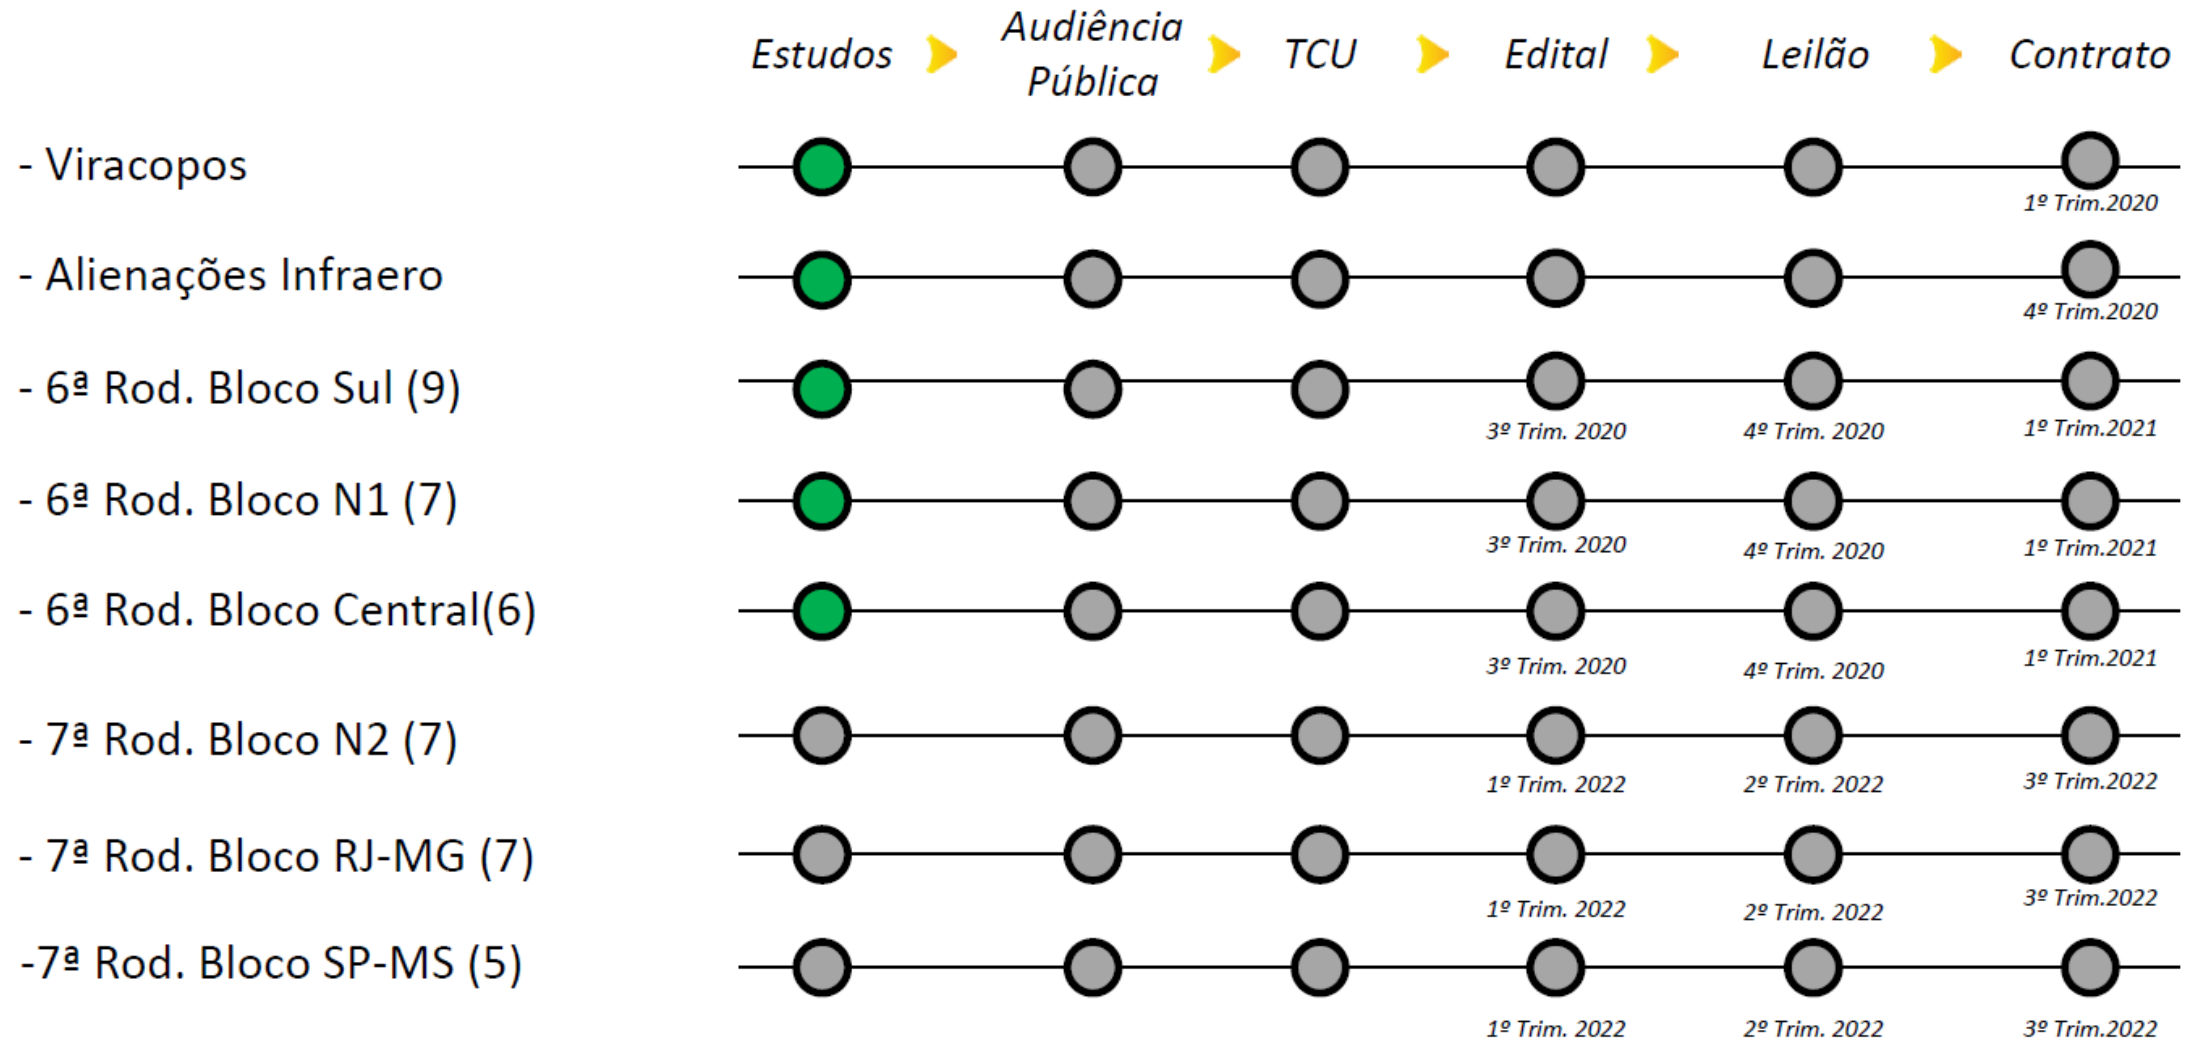 Estudos Audiência Pública TCU Edital Leilão Contrato
- Viracopos
1º Trim.2020
- Alienações Infraero
4º Trim.2020
- 6ª Rod. Bloco Sul (9)
3º Trim. 2020 4º Trim. 2020 1º Trim.2021
- 6ª Rod. Bloco N1 (7)
3º Trim. 2020 4º Trim. 2020 1º Trim.2021
- 6ª Rod. Bloco Central(6)
3º Trim. 2020 4º Trim. 2020 1º Trim.2021
- 7ª Rod. Bloco N2 (7)
1º Trim. 2022 2º Trim. 2022 3º Trim.2022
- 7ª Rod. Bloco RJ-MG (7)
1º Trim. 2022 2º Trim. 2022 3º Trim.2022
-7ª Rod. Bloco SP-MS (5)
1º Trim. 2022 2º Trim. 2022 3º Trim.2022